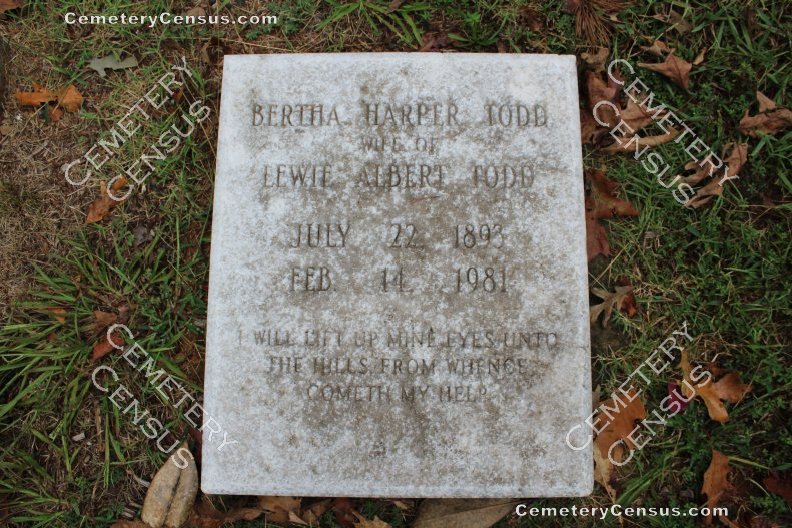 CemeteryCensus.com
CEMETERY CENSUS
CEMETERY CENSUS
BERTHA HARPER TODD
WIFE OF
LEWIE ALBERT TODD
JULY 22, 1893
FEB. 14, 1981
I WILL LIFT UP MINE EYES UNTO
THE HILLS, FROM WHENCE
COMETH MY HELP.
CEMETERY CENSUS
CEMETERY CENSUS
CemeteryCensus.com